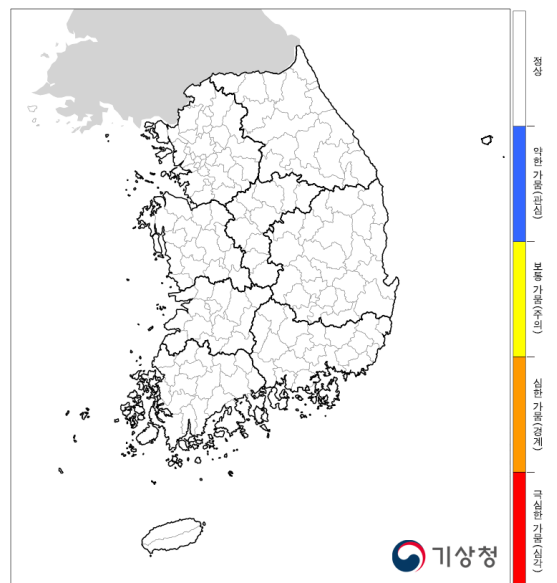 정상
약한 가뭄(관심)
보통 가뭄(주의)
심한 가뭄(경계)
극심한 가뭄(심각)
기상청